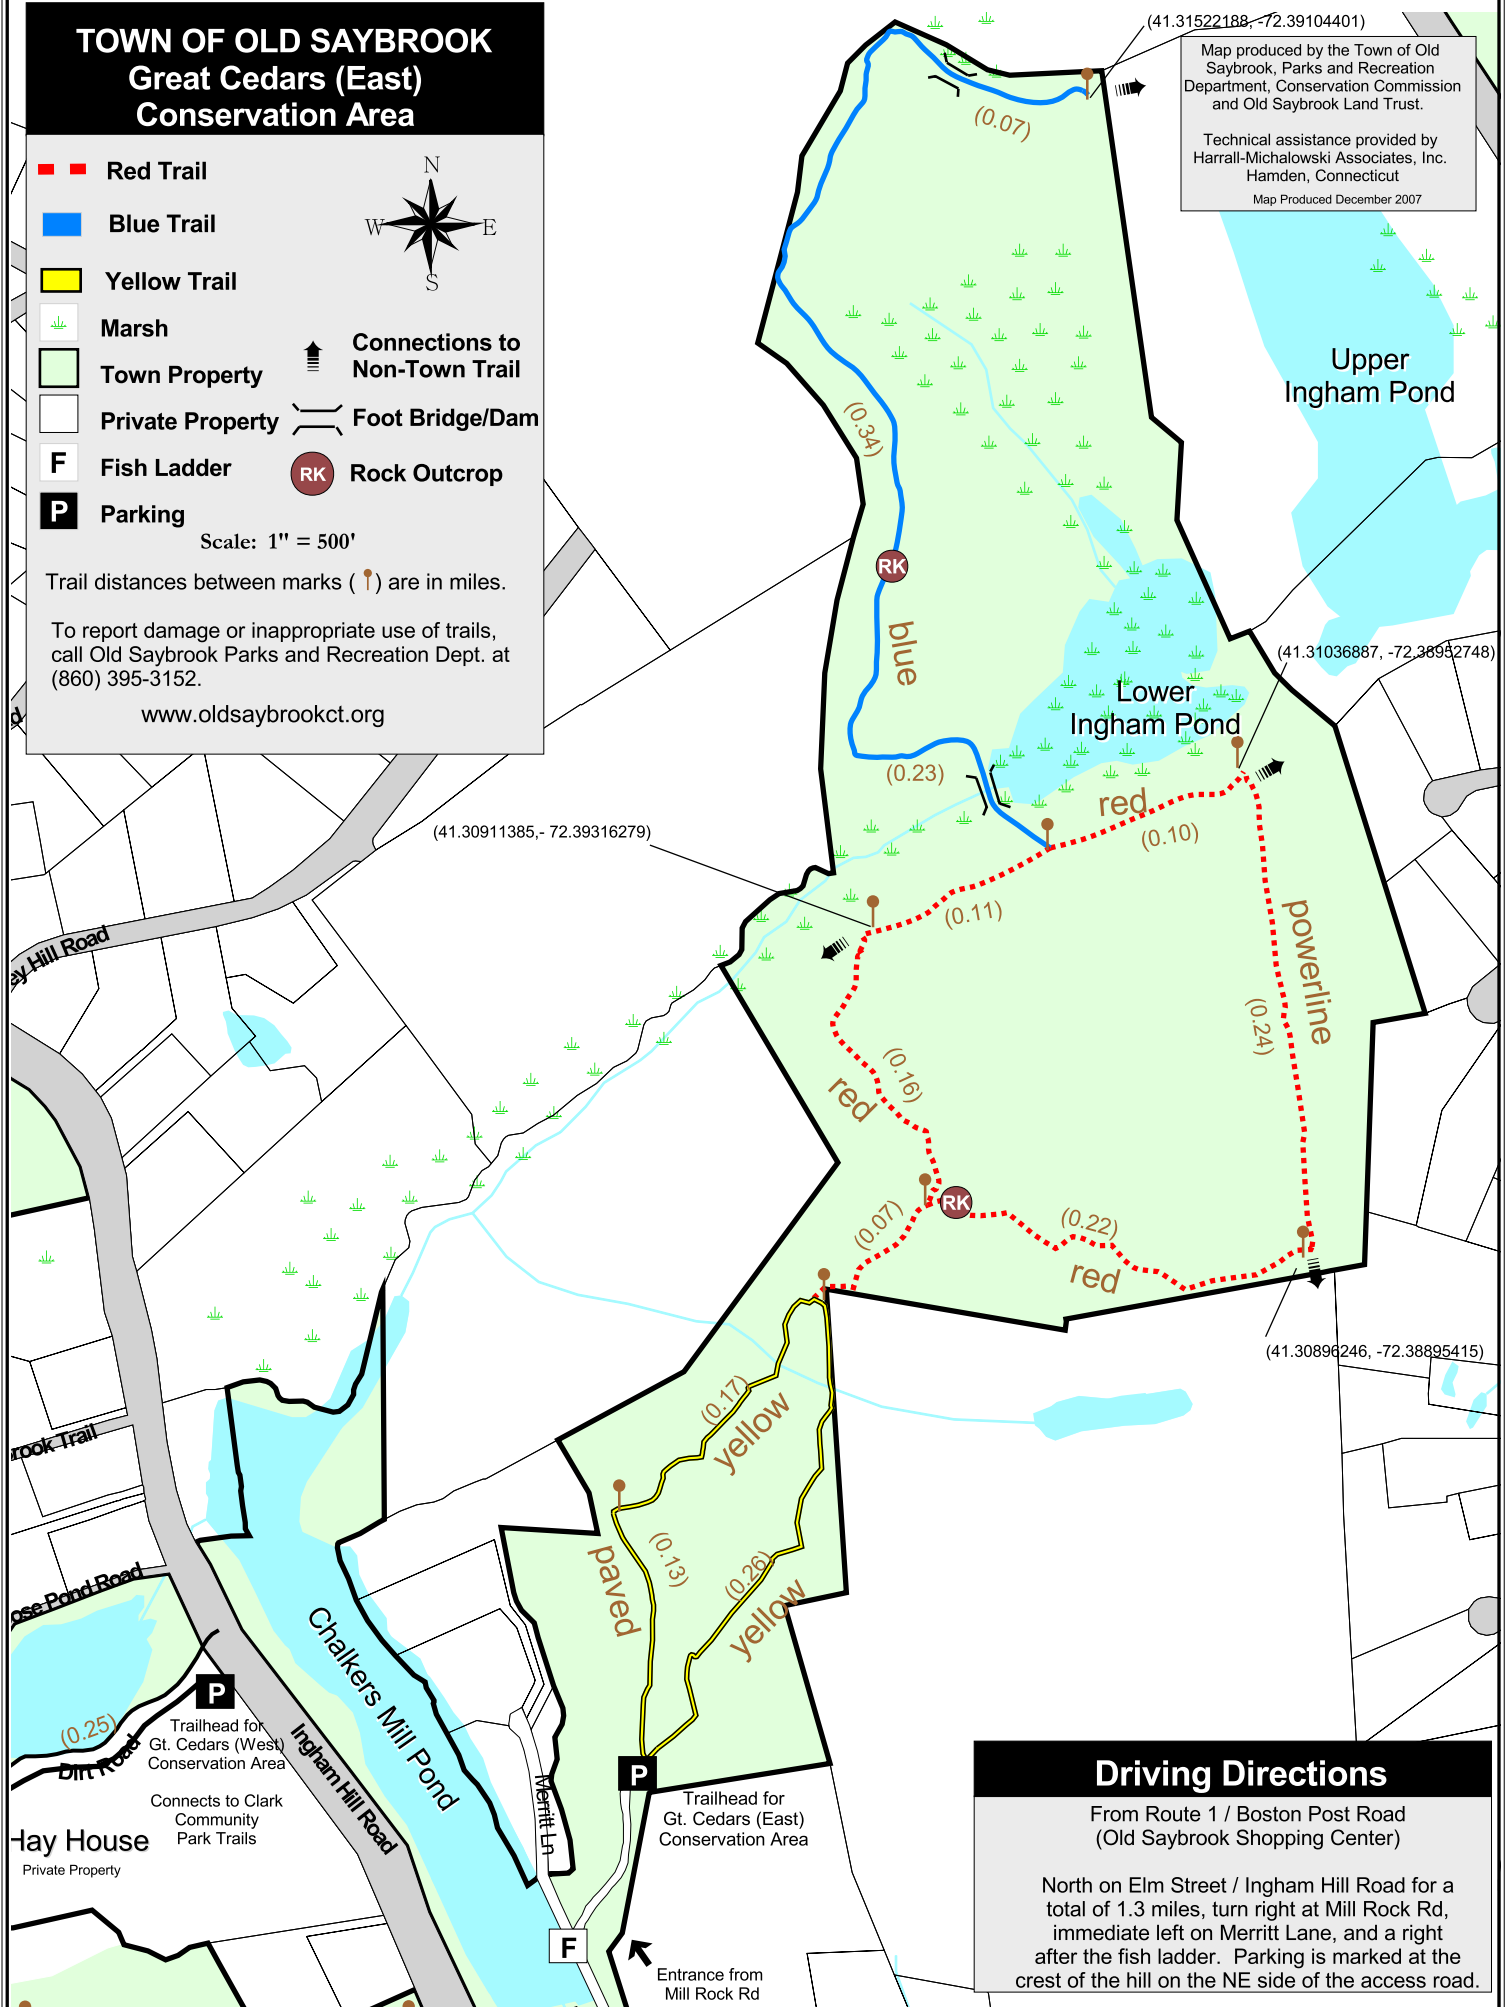 TOWN OF OLD SAYBROOK
Great Cedars (East)
Conservation Area
Red Trail
Blue Trail
Yellow Trail
Marsh
Town Property
Private Property
F Fish Ladder
P Parking
N
W E
S
Connections to
Non-Town Trail
Foot Bridge/Dam
RK Rock Outcrop
Scale: 1" = 500'
Trail distances between marks ( ) are in miles.
To report damage or inappropriate use of trails,
call Old Saybrook Parks and Recreation Dept. at
(860) 395-3152.
www.oldsaybrookct.org
(41.31522188, -72.39104401)
Map produced by the Town of Old
Saybrook, Parks and Recreation
Department, Conservation Commission
and Old Saybrook Land Trust.
Technical assistance provided by
Harrall-Michalowski Associates, Inc.
Hamden, Connecticut
Map Produced December 2007
(0.07)
Upper
Ingham Pond
(0.34)
RK
blue
(41.31036887, -72.38952748)
Lower
Ingham Pond
(0.23)
red
(0.10)
(41.30911385,- 72.39316279)
(0.11)
powerline
(0.24)
ey Hill Road
(0.16)
red
RK
(0.07)
(0.22)
red
(41.30896246, -72.38895415)
(0.17)
yellow
rook Trail
(0.13)
paved
(0.26)
yellow
ose Pond Road
Chalkers Mill Pond
P
Trailhead for
Gt. Cedars (West)
Conservation Area
Connects to Clark
Community
Park Trails
(0.25)
Dirt Road
Ingham Hill Road
Hay House
Private Property
Merritt Ln
P
Trailhead for
Gt. Cedars (East)
Conservation Area
F
Entrance from
Mill Rock Rd
Driving Directions
From Route 1 / Boston Post Road
(Old Saybrook Shopping Center)
North on Elm Street / Ingham Hill Road for a
total of 1.3 miles, turn right at Mill Rock Rd,
immediate left on Merritt Lane, and a right
after the fish ladder. Parking is marked at the
crest of the hill on the NE side of the access road.